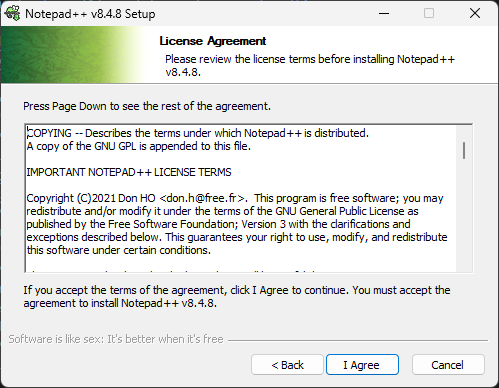 Notepad++ v8.4.8 Setup
License Agreement
Please review the license terms before installing Notepad++
v8.4.8.
Press Page Down to see the rest of the agreement.
COPYING -- Describes the terms under which Notepad++ is distributed.
A copy of the GNU GPL is appended to this file.
IMPORTANT NOTEPAD++ LICENSE TERMS
Copyright (C)2021 Don HO <don.h@free.fr>. This program is free software; you may
redistribute and/or modify it under the terms of the GNU General Public License as
published by the Free Software Foundation; Version 3 with the clarifications and
exceptions described below. This guarantees your right to use, modify, and redistribute
this software under certain conditions.
If you accept the terms of the agreement, click I Agree to continue. You must accept the
agreement to install Notepad++ v8.4.8.
Software is like sex: It's better when it's free
< Back
I Agree
Cancel